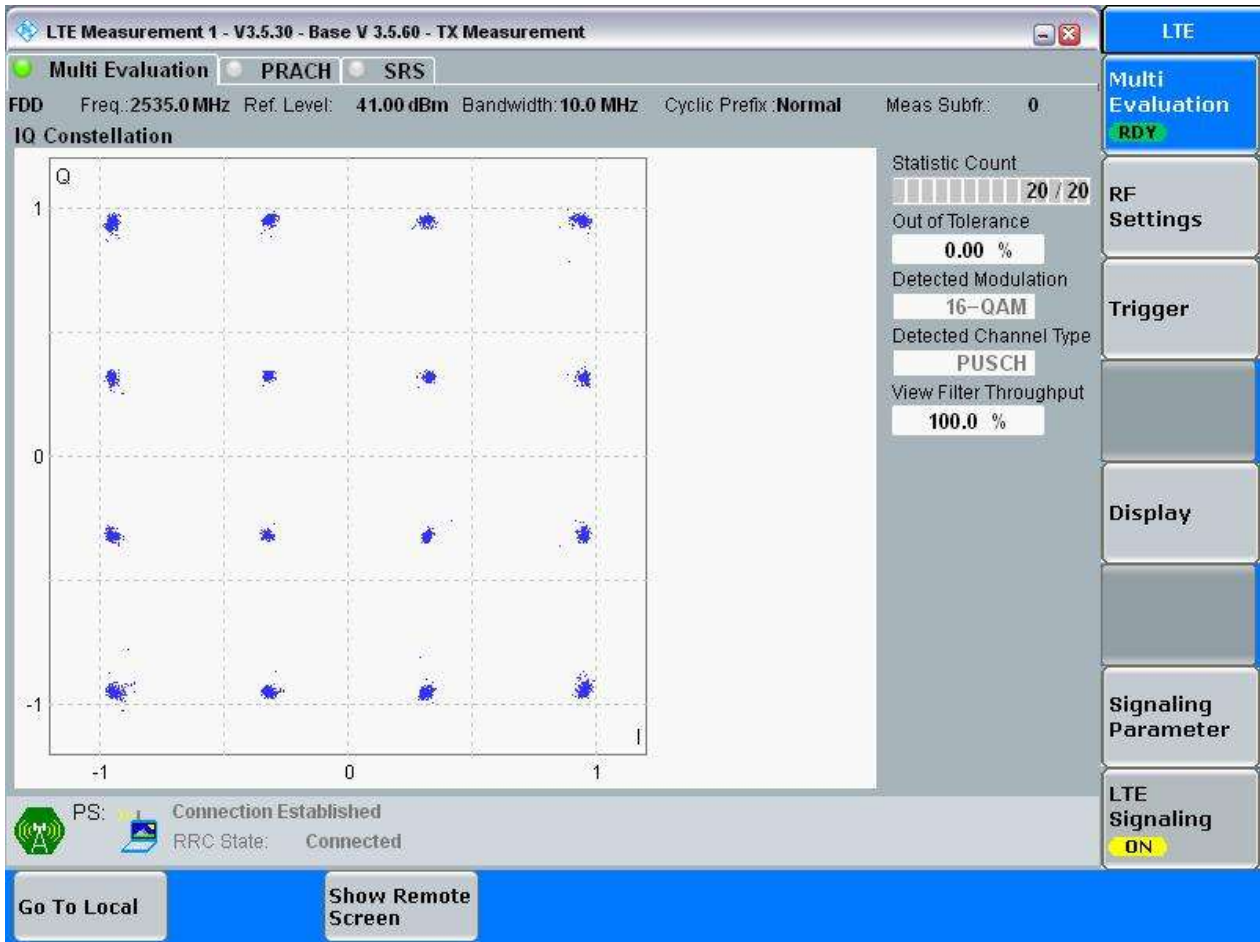 LTE Measurement 1 - V3.5.30 - Base V 3.5.60 - TX Measurement
LTE
Multi Evaluation PRACH SRS
FDD Freq.:2535.0 MHz Ref. Level: 41.00 dBm Bandwidth: 10.0 MHz Cyclic Prefix :Normal Meas Subfr.: 0
IQ Constellation
Q
1
0
-1
-1 0 1
I
Statistic Count
20 / 20
Out of Tolerance
0.00 %
Detected Modulation
16-QAM
Detected Channel Type
PUSCH
View Filter Throughput
100.0 %
Multi
Evaluation
RDY
RF
Settings
Trigger
Display
Signaling
Parameter
LTE
Signaling
ON
PS: Connection Established
RRC State: Connected
Go To Local
Show Remote
Screen